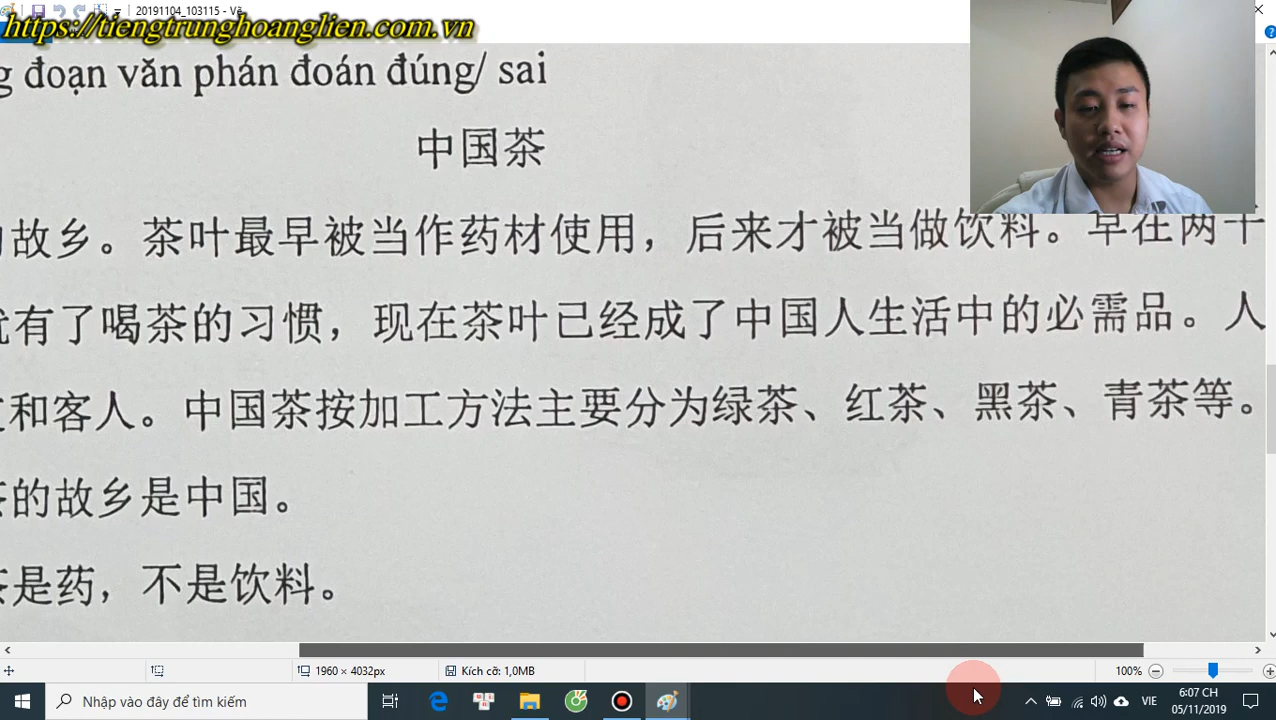 20191104_103115 - Vẽ
https://tiengtrunghoanglien.com.vn
đoạn văn phán đoán đúng/ sai
中国茶
故乡。茶叶最早被当作药材使用，后来才被当做饮料。早在两千
就有了喝茶的习惯，现在茶叶已经成了中国人生活中的必需品。人
和客人。中国茶按加工方法主要分为绿茶、红茶、黑茶、青茶等。
的故乡是中国。
是药，不是饮料。
1960 × 4032px
Kích cỡ: 1,0MB
100%
Nhập vào đây để tìm kiếm
VIE
6:07 CH
05/11/2019